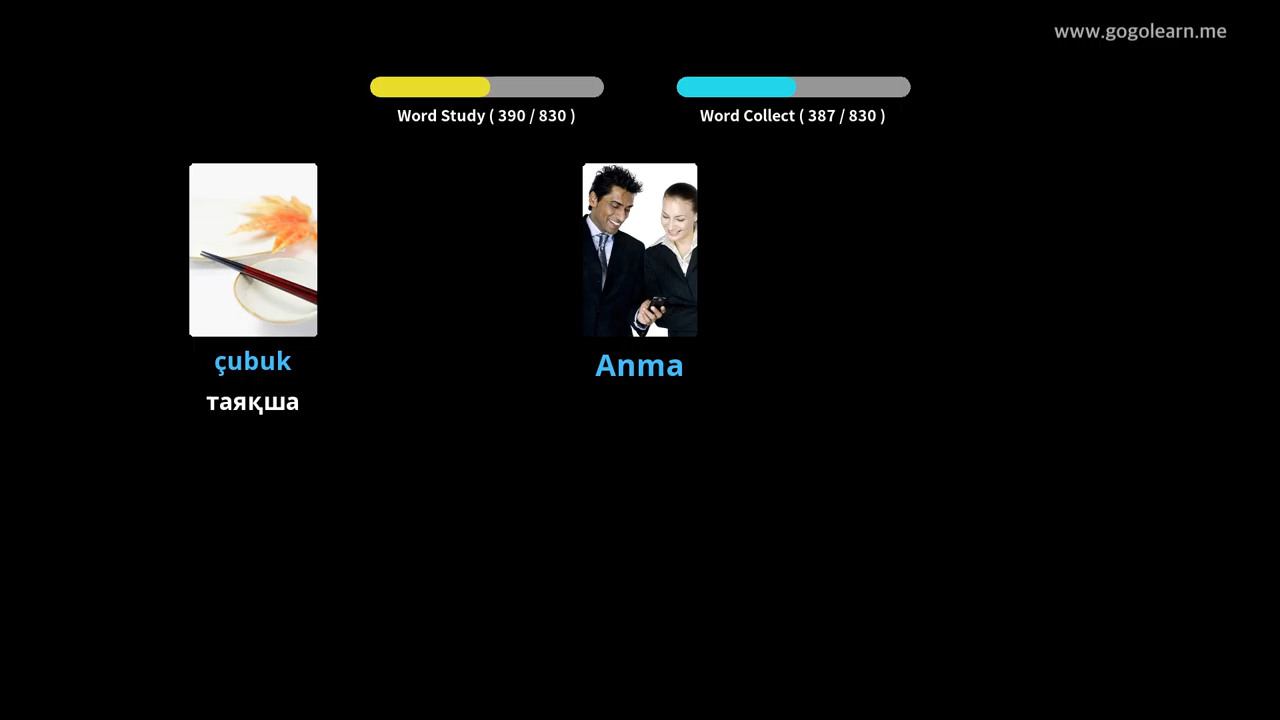 www.gogolearn.me
Word Study ( 390 / 830 )
Word Collect ( 387 / 830 )
çubuk
таяқша
Anma